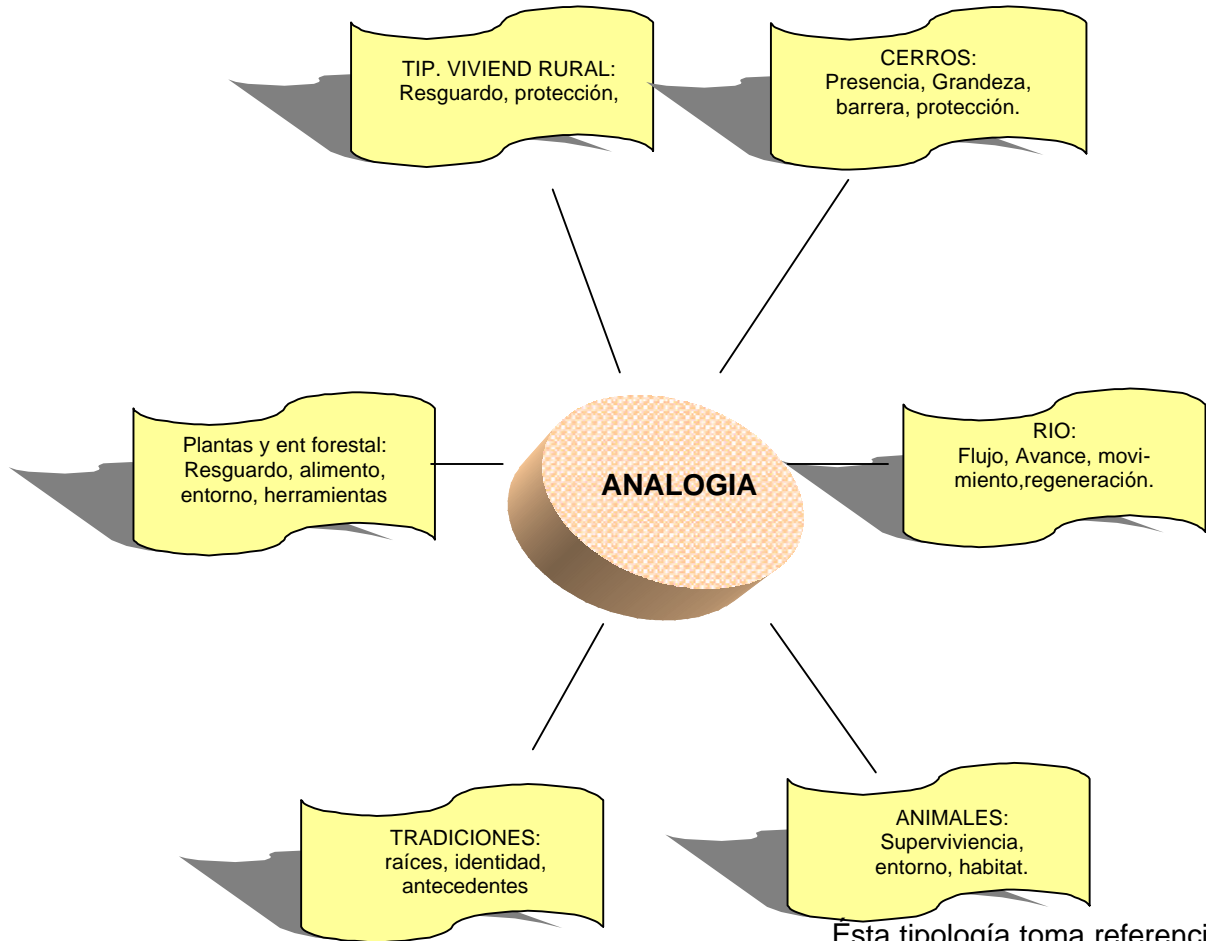 TIP. VIVIEND RURAL:
Resguardo, protección,
CERROS:
Presencia, Grandeza,
barrera, protección.
Plantas y ent forestal:
Resguardo, alimento,
entorno, herramientas
ANALOGIA
RIO:
Flujo, Avance, movi-
miento,regeneración.
TRADICIONES:
raíces, identidad,
antecedentes
ANIMALES:
Superviviencia,
entorno, habitat.
Ésta tipología toma referenci